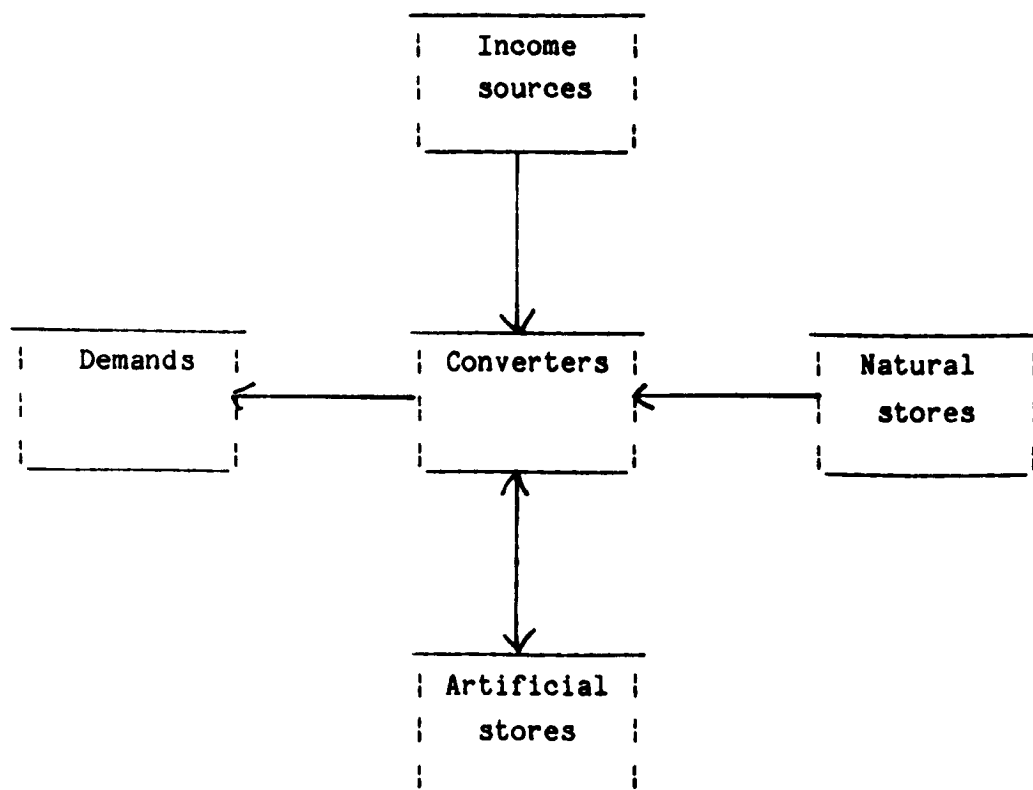 Income
sources
Demands
Converters
Natural
stores
Artificial
stores